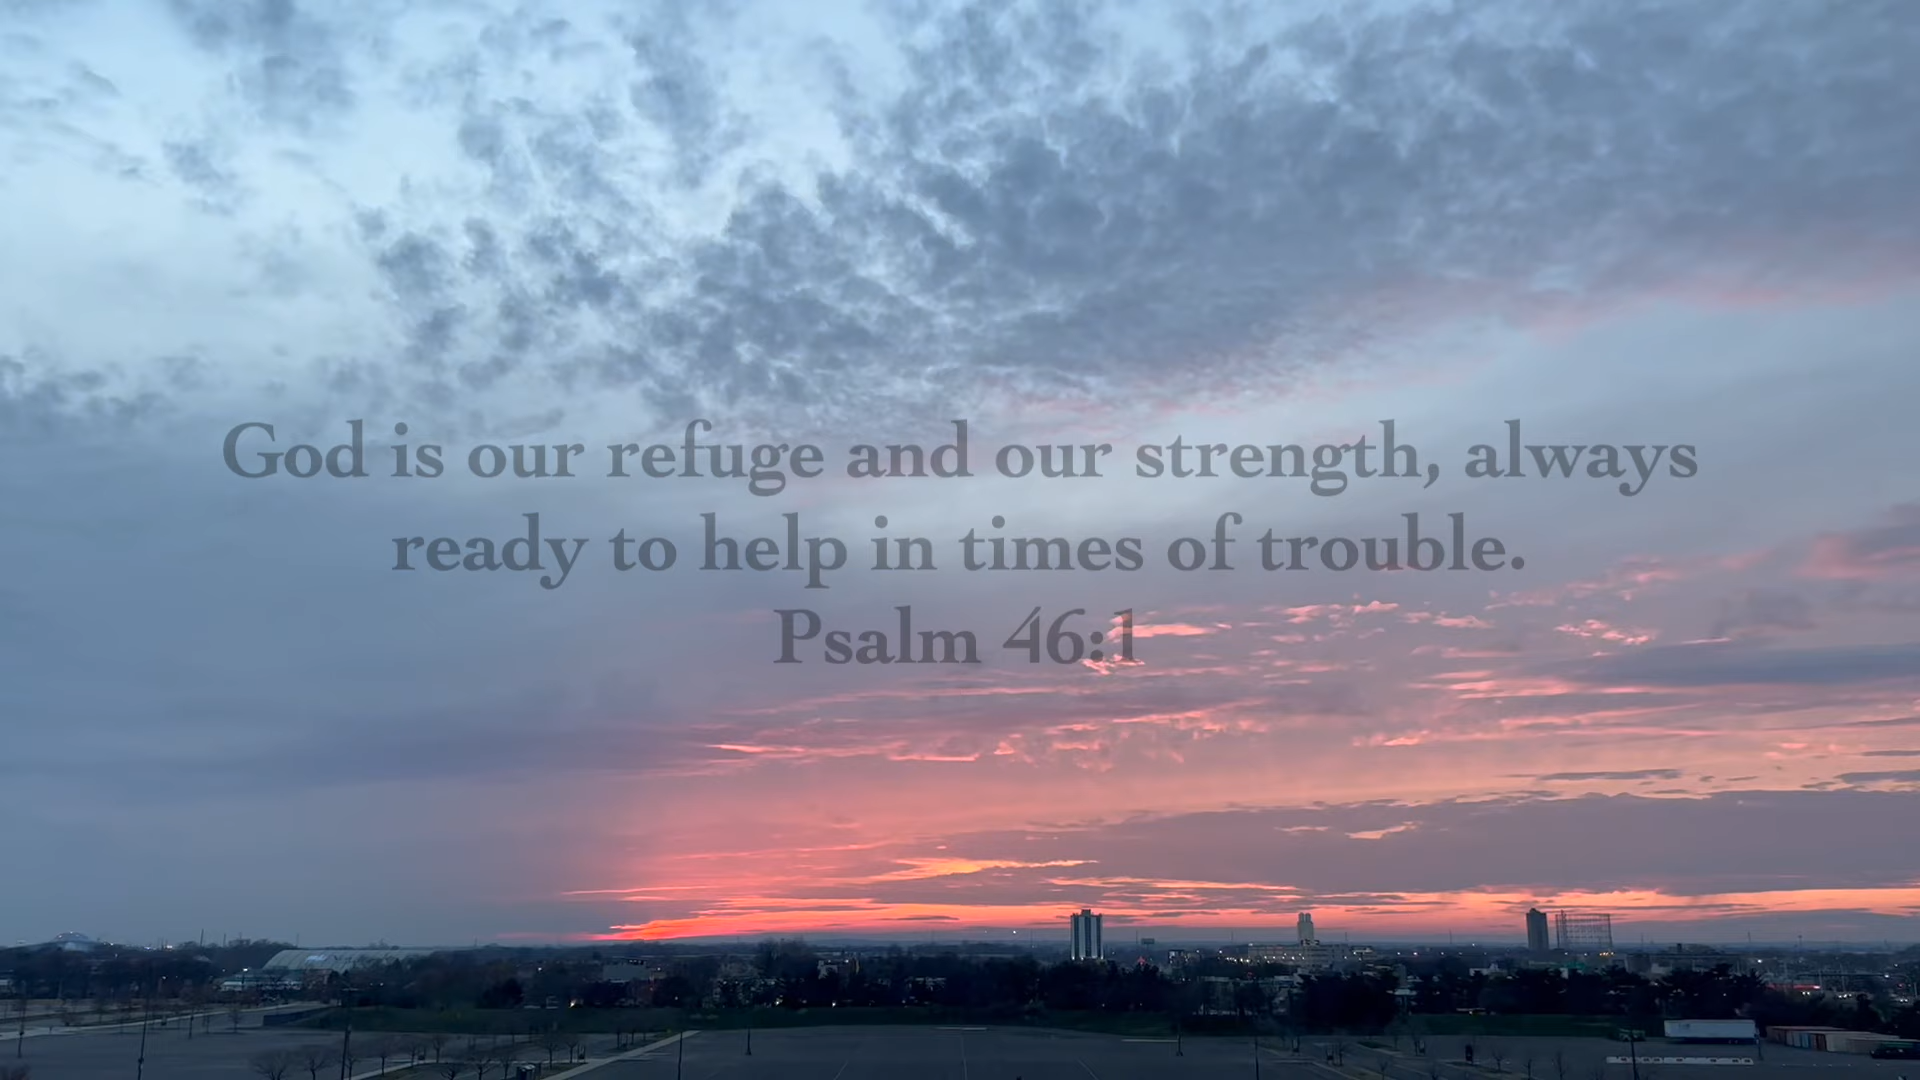 God is our refuge and our strength, always
ready to help in times of trouble.
Psalm 46:1